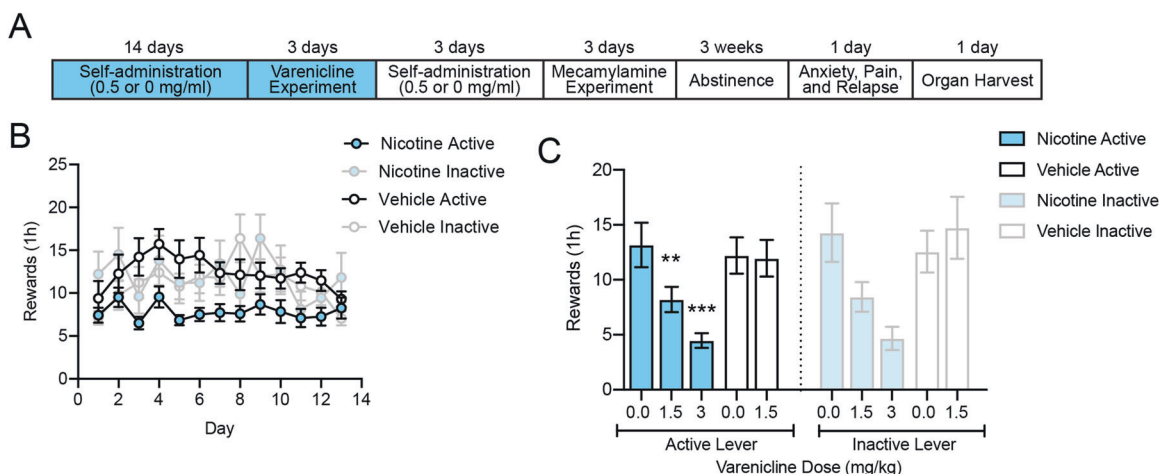 A
14 days 3 days 3 days 3 days 3 weeks 1 day 1 day
Self-administration
(0.5 or 0 mg/ml)
Varenicline
Experiment
Self-administration
(0.5 or 0 mg/ml)
Mecamylamine
Experiment
Abstinence
Anxiety, Pain,
and Relapse
Organ Harvest
B
Nicotine Active
Nicotine Inactive
Vehicle Active
Vehicle Inactive
Rewards (1h)
25
20
15
10
5
0
0 2 4 6 8 10 12 14
Day
C
Nicotine Active
Vehicle Active
Nicotine Inactive
Vehicle Inactive
Rewards (1h)
20
15
10
5
0
**
***
0.0 1.5 3 0.0 1.5 0.0 1.5 3 0.0 1.5
Active Lever Inactive Lever
Varenicline Dose (mg/kg)